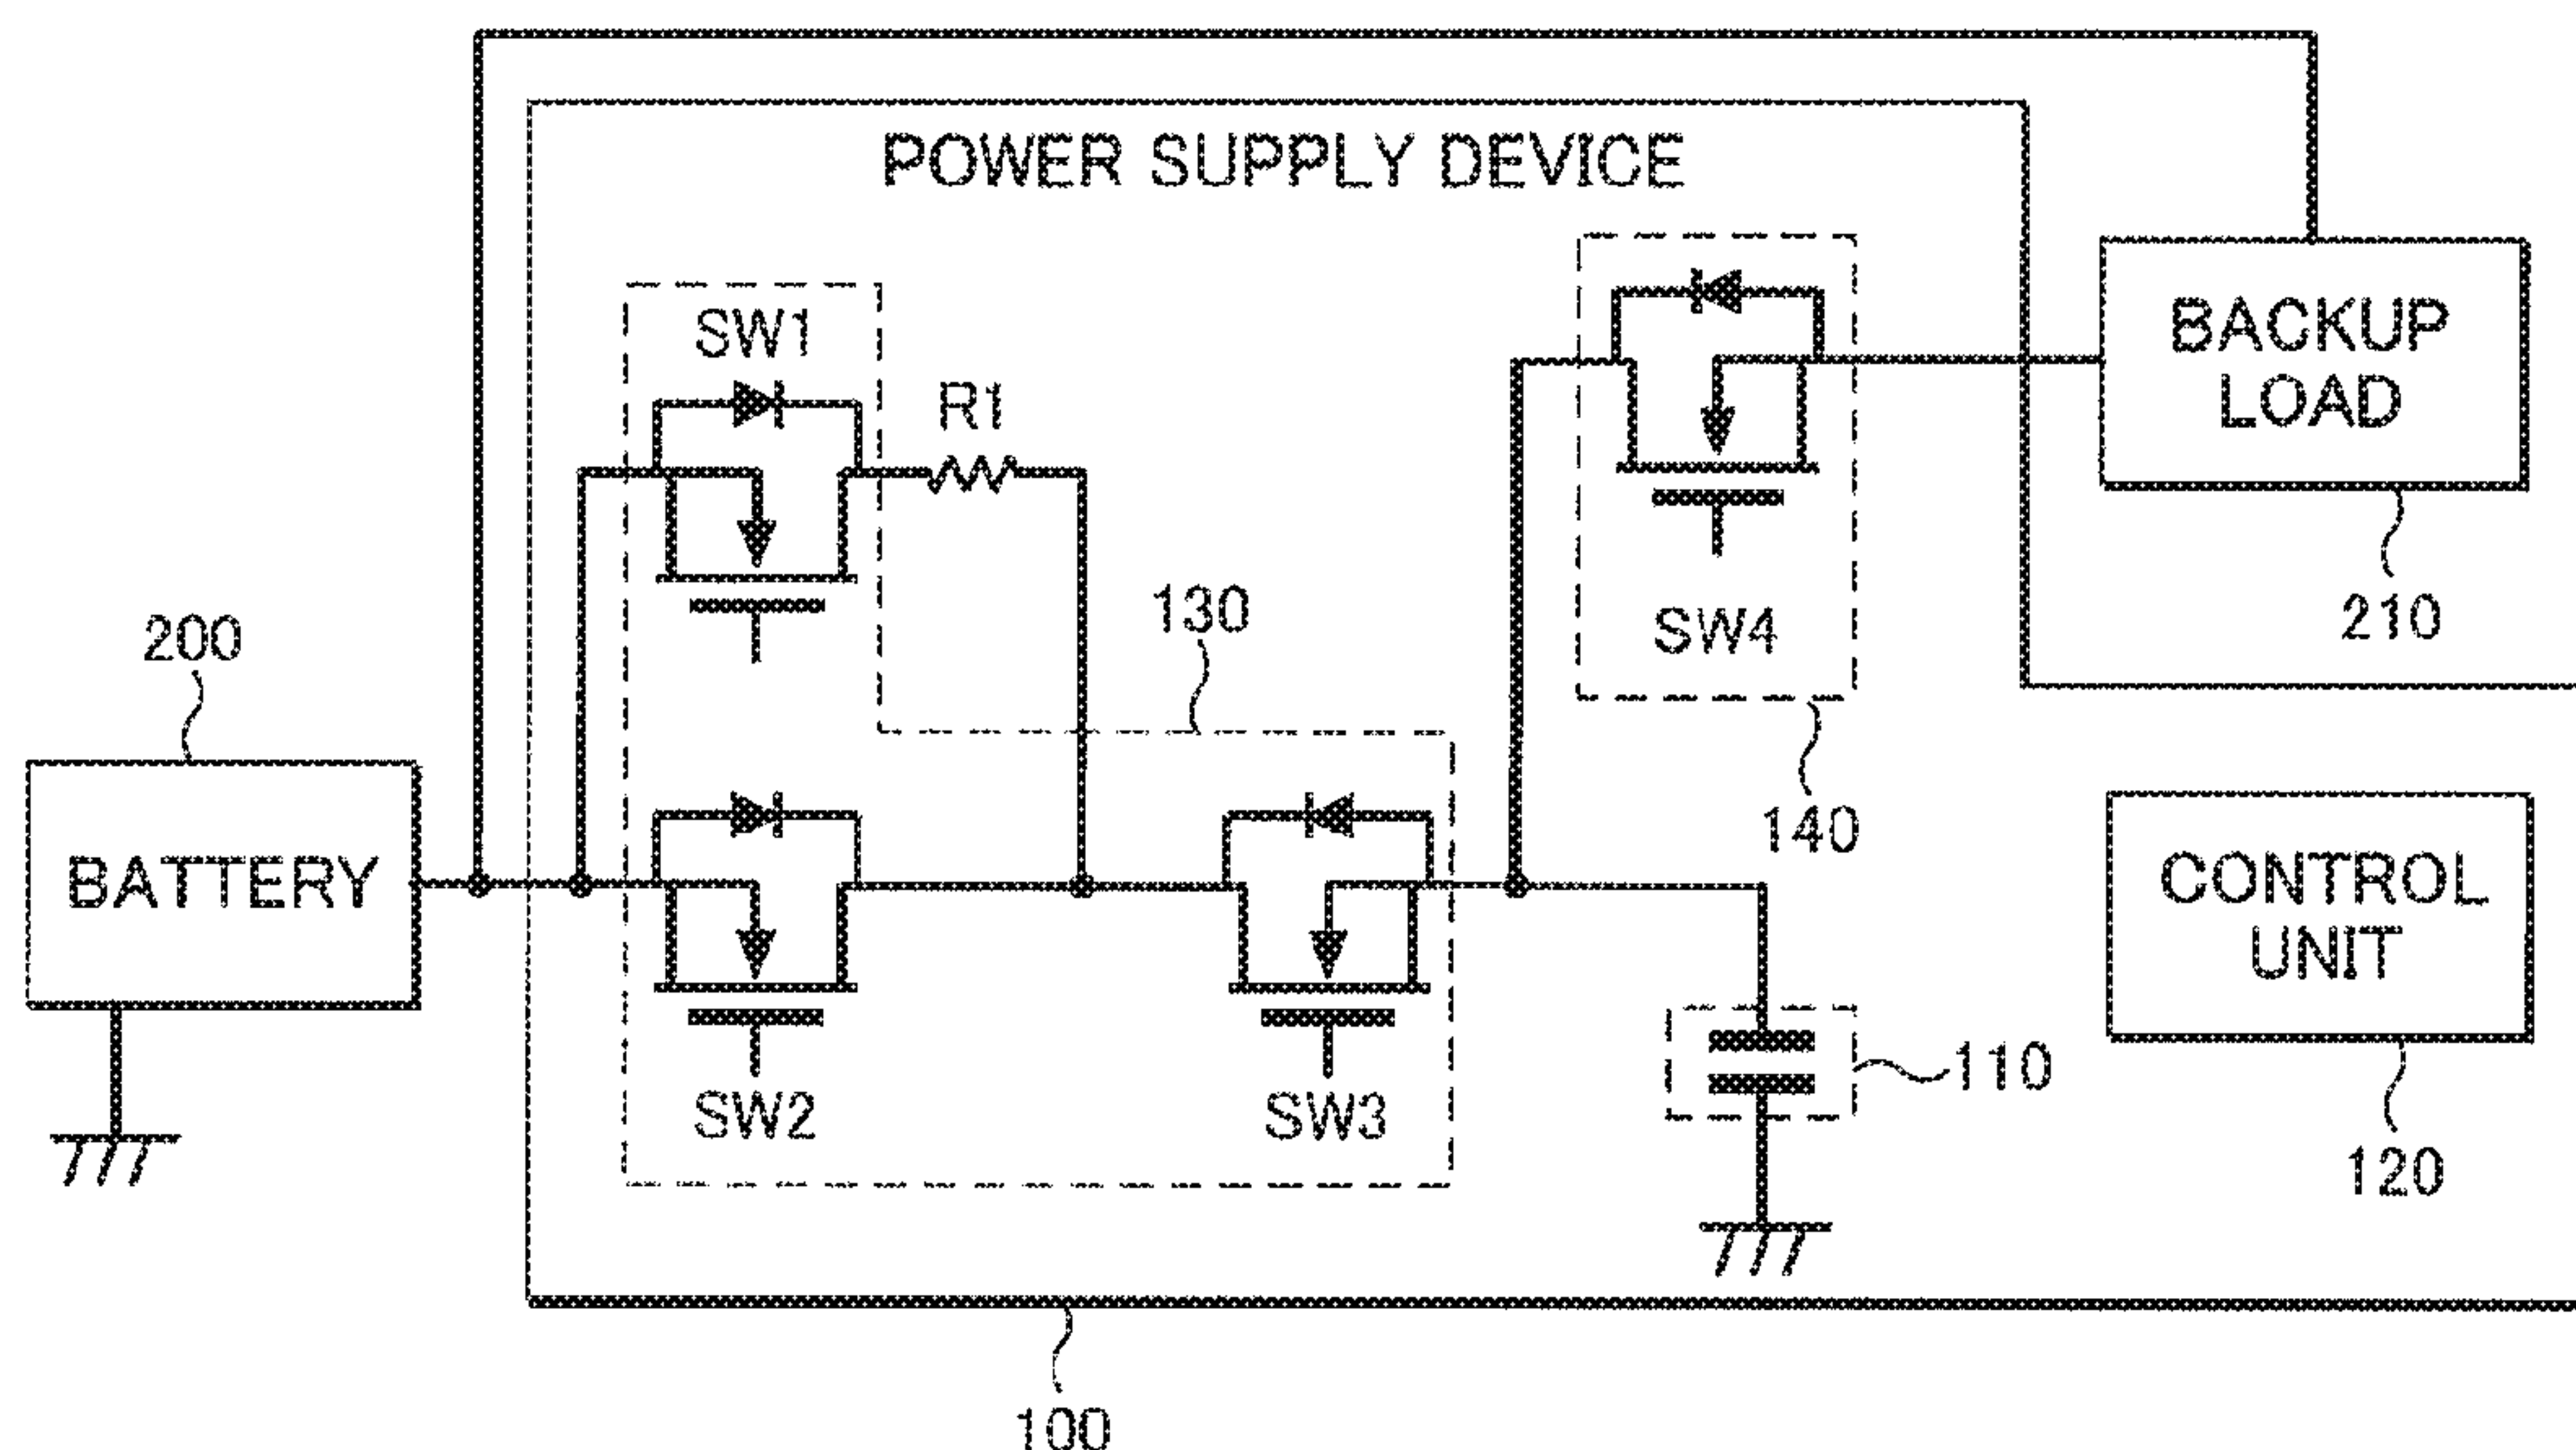 POWER SUPPLY DEVICE
SW1
R1
BACKUP
LOAD
210
SW4
140
130
200
BATTERY
SW2
SW3
110
CONTROL
UNIT
120
100